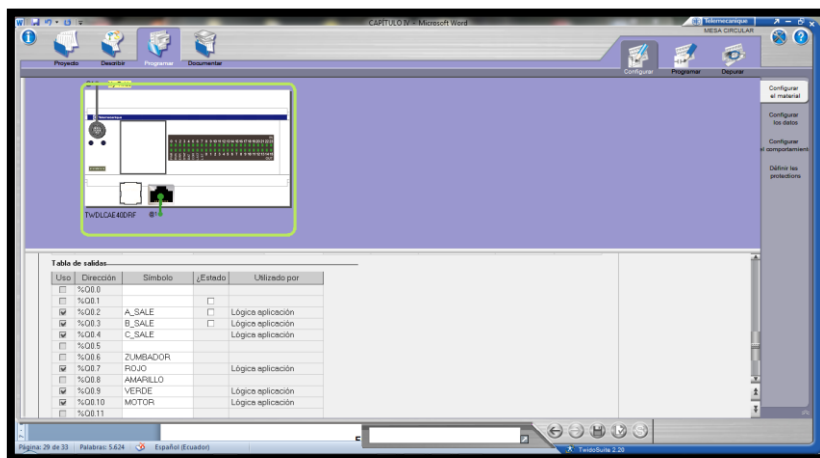 CAPITULO IV - Microsoft Word
Telemecanique
MESA CIRCULAR
Proyecto Describir Programar Documentar
Configurar Programar Depurar
Configurar el material
Configurar los datos
Configurar el comportamient
Définir les protections
TWDLCAE40DRF
Tabla de salidas
Uso Dirección Símbolo ¿Estado Utilizado por
%Q0.0
%Q0.1
%Q0.2 A_SALE Lógica aplicación
%Q0.3 B_SALE Lógica aplicación
%Q0.4 C_SALE Lógica aplicación
%Q0.5
%Q0.6 ZUMBADOR
%Q0.7 ROJO Lógica aplicación
%Q0.8 AMARILLO
%Q0.9 VERDE Lógica aplicación
%Q0.10 MOTOR Lógica aplicación
%Q0.11
Página: 29 de 33 Palabras: 5.624 Español (Ecuador)
TwidoSuite 2.20